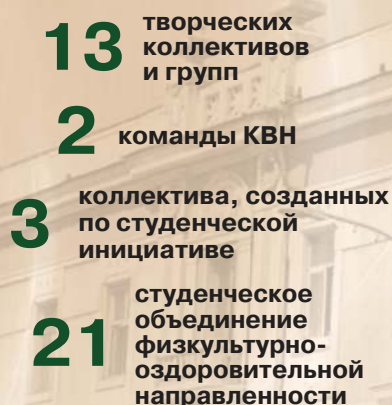 13 творческих
коллективов
и групп
2 команды КВН
3 коллектива, созданных
по студенческой
инициативе
21 студенческое
объединение
физкультурно-
оздоровительной
направленности